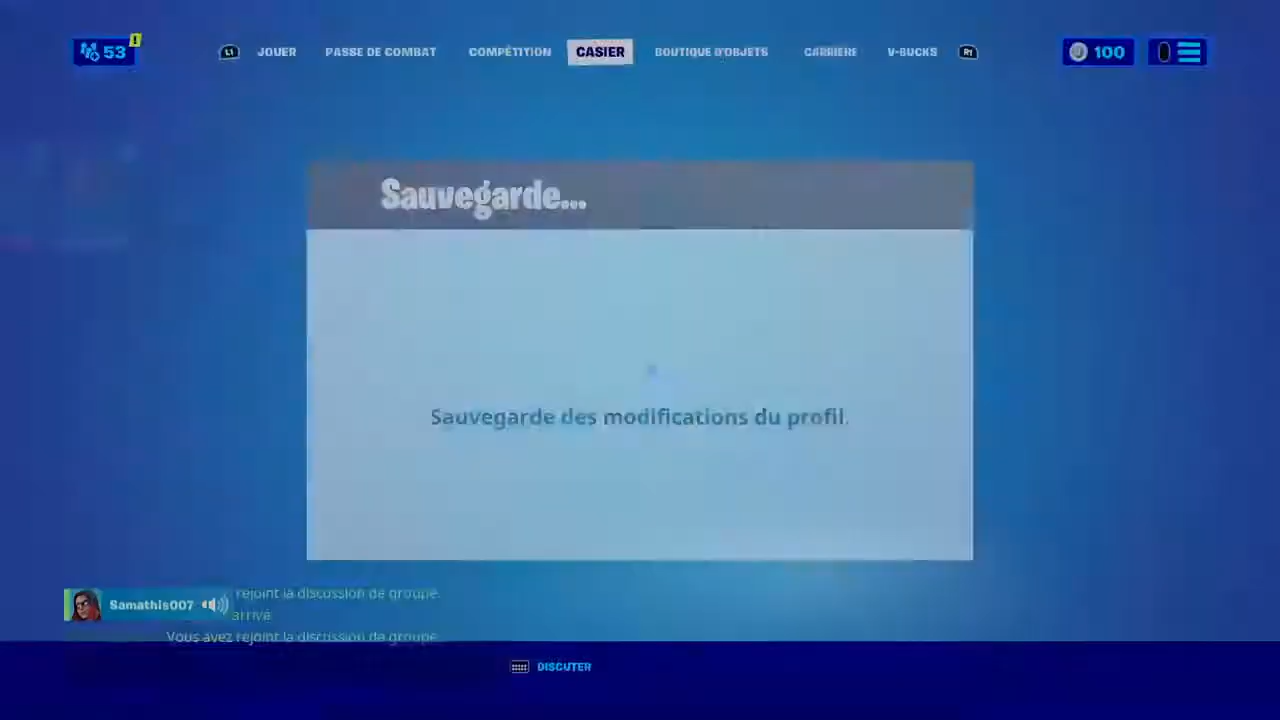 53 !
L1 JOUER PASSE DE COMBAT COMPÉTITION CASIER BOUTIQUE D'OBJETS CARRIÈRE V-BUCKS R1 100
Sauvegarde...
Sauvegarde des modifications du profil.
rejoint la discussion de groupe.
Samathis007
arrivé
Vous avez rejoint la discussion de groupe.
DISCUTER